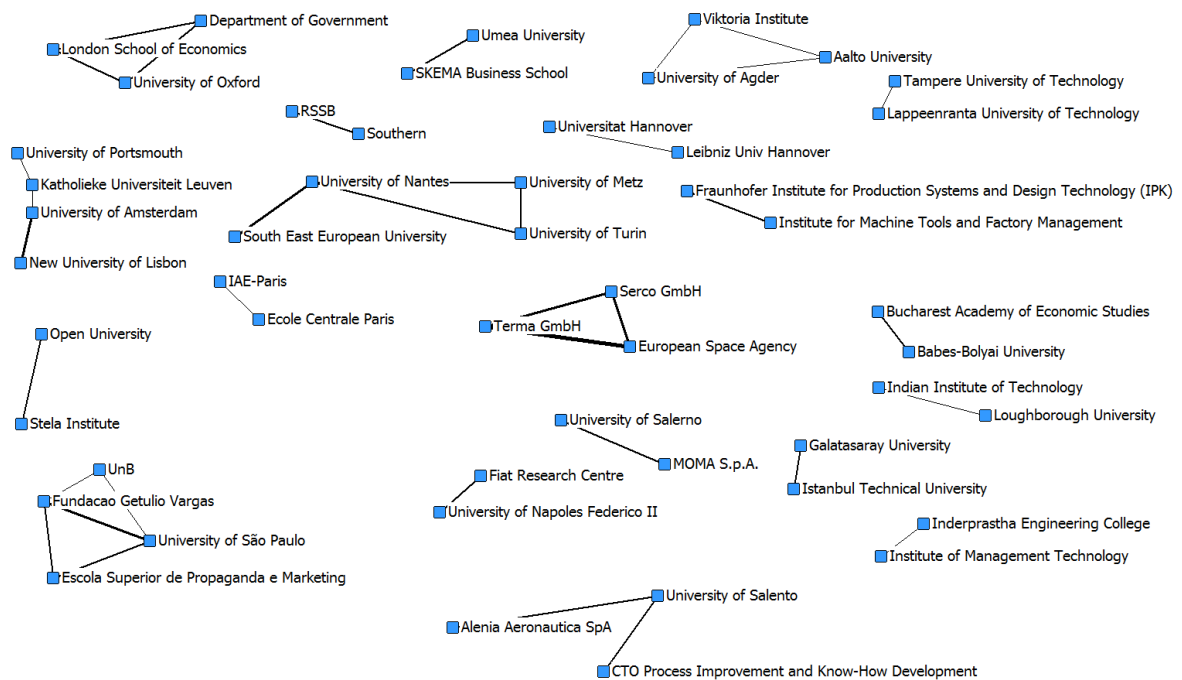 Department of Government
London School of Economics
University of Oxford
Umea University
SKEMA Business School
Viktoria Institute
Aalto University
University of Agder
Tampere University of Technology
Lappeenranta University of Technology
RSSB
Southern
Universitat Hannover
Leibniz Univ Hannover
University of Portsmouth
Katholieke Universiteit Leuven
University of Amsterdam
New University of Lisbon
University of Nantes
University of Metz
South East European University
University of Turin
Fraunhofer Institute for Production Systems and Design Technology (IPK)
Institute for Machine Tools and Factory Management
IAE-Paris
Ecole Centrale Paris
Serco GmbH
Terma GmbH
European Space Agency
Bucharest Academy of Economic Studies
Babes-Bolyai University
Open University
Stela Institute
Indian Institute of Technology
Loughborough University
University of Salerno
MOMA S.p.A.
Galatasaray University
Istanbul Technical University
Fiat Research Centre
University of Napoles Federico II
UnB
Fundacao Getulio Vargas
University of São Paulo
Escola Superior de Propaganda e Marketing
Inderprastha Engineering College
Institute of Management Technology
University of Salento
Alenia Aeronautica SpA
CTO Process Improvement and Know-How Development